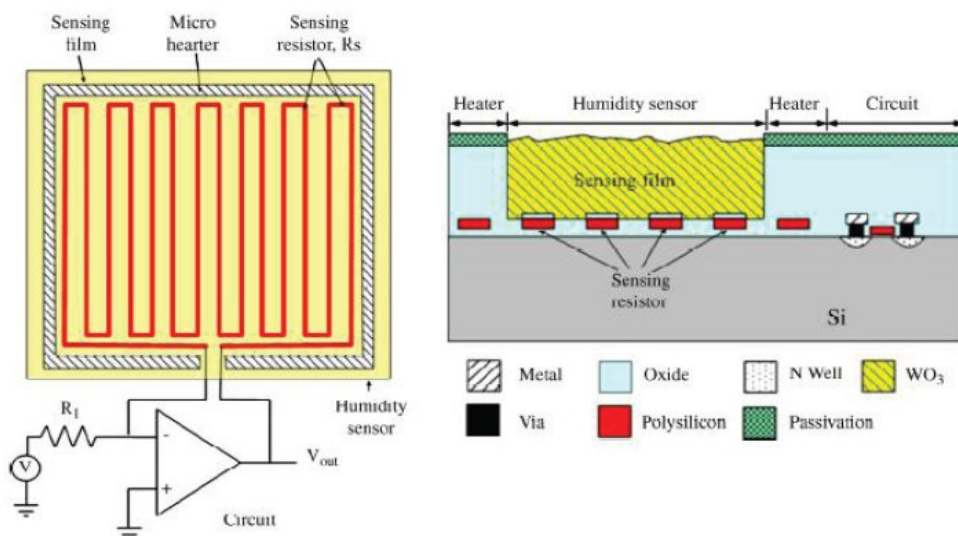 Sensing
film
Micro
hearter
Sensing
resistor, Rs
R1
-
+
V
Vout
Humidity
sensor
Circuit
Heater
Humidity sensor
Heater
Circuit
Sensing film
Sensing
resistor
Si
Metal
Oxide
N Well
WO3
Via
Polysilicon
Passivation